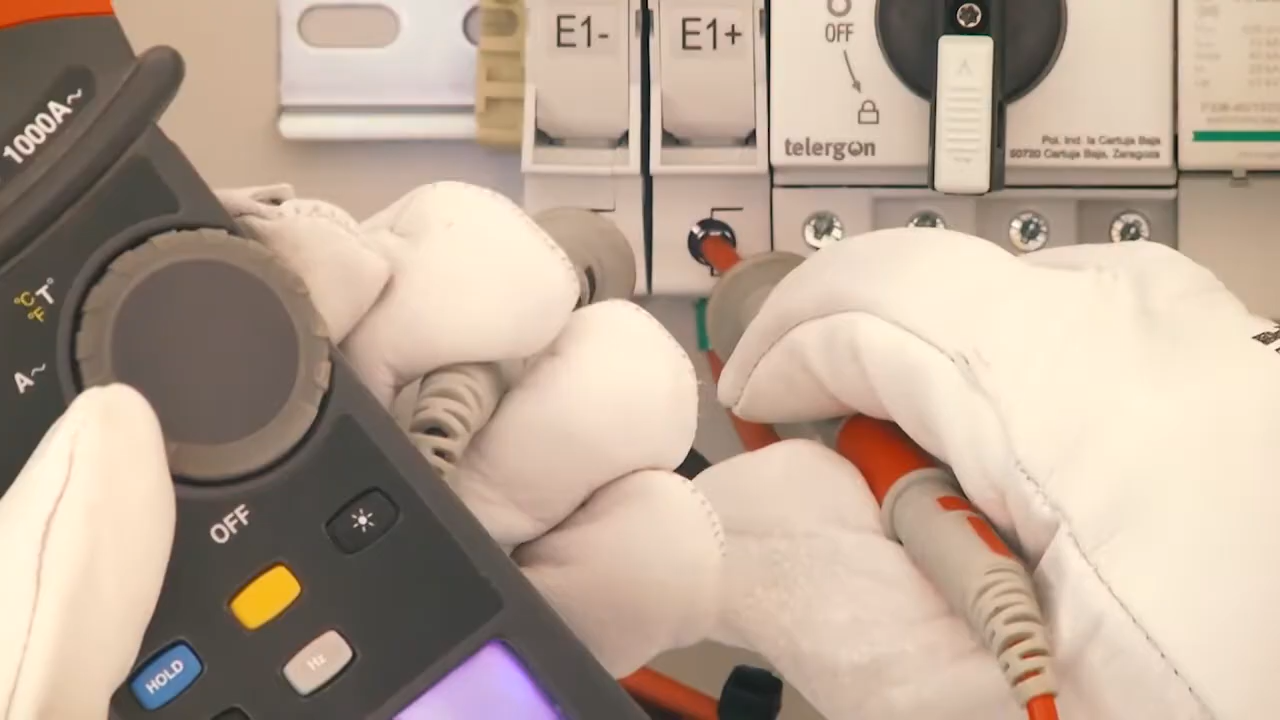 E1-
E1+
OFF
telergon
Pol. Ind. la Cartuja Baja
50720 Cartuja Baja, Zaragoza
1000A~
°C
°F
T°
A~
OFF
HOLD
Hz